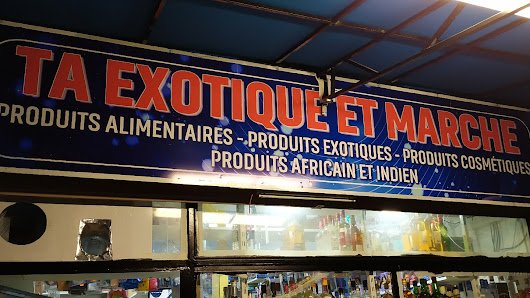 TA EXOTIQUE ET MARCHE
PRODUITS ALIMENTAIRES - PRODUITS EXOTIQUES - PRODUITS COSMÉTIQUES
PRODUITS AFRICAIN ET INDIEN